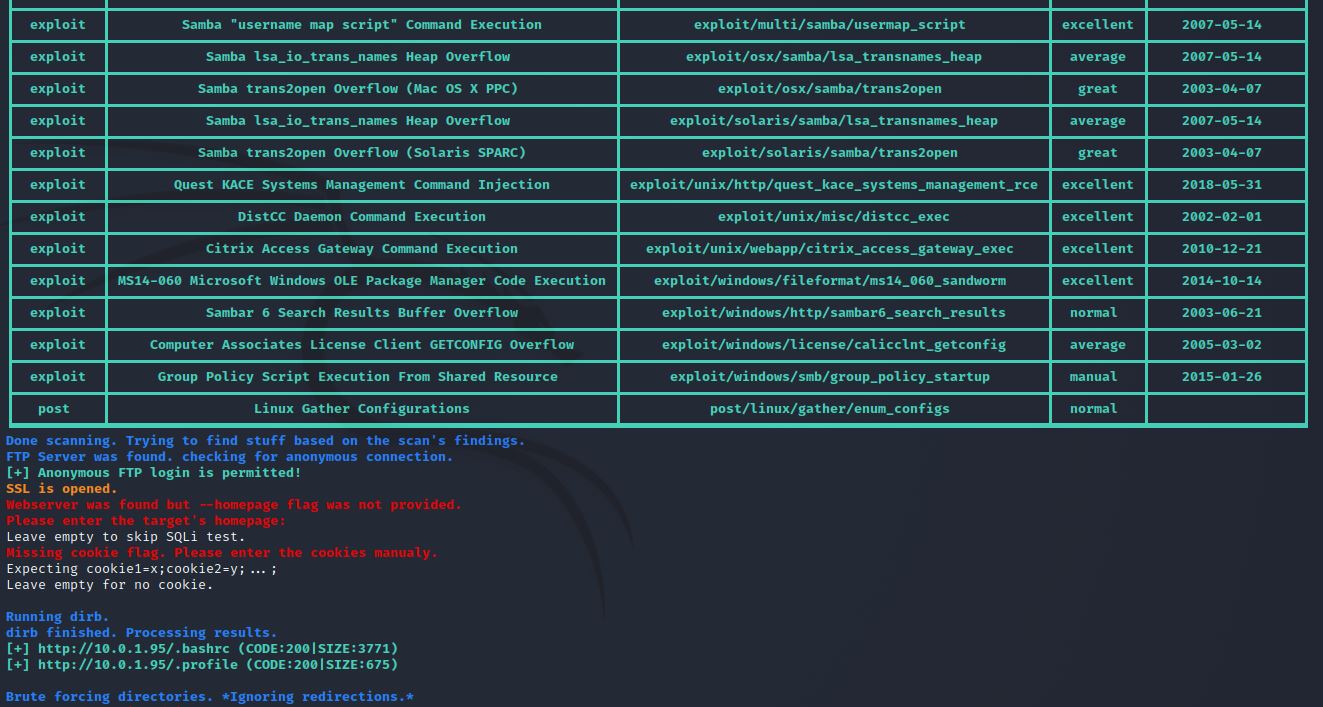 exploit Samba "username map script" Command Execution exploit/multi/samba/usermap_script excellent 2007-05-14
exploit Samba lsa_io_trans_names Heap Overflow exploit/osx/samba/lsa_transnames_heap average 2007-05-14
exploit Samba trans2open Overflow (Mac OS X PPC) exploit/osx/samba/trans2open great 2003-04-07
exploit Samba lsa_io_trans_names Heap Overflow exploit/solaris/samba/lsa_transnames_heap average 2007-05-14
exploit Samba trans2open Overflow (Solaris SPARC) exploit/solaris/samba/trans2open great 2003-04-07
exploit Quest KACE Systems Management Command Injection exploit/unix/http/quest_kace_systems_management_rce excellent 2018-05-31
exploit DistCC Daemon Command Execution exploit/unix/misc/distcc_exec excellent 2002-02-01
exploit Citrix Access Gateway Command Execution exploit/unix/webapp/citrix_access_gateway_exec excellent 2010-12-21
exploit MS14-060 Microsoft Windows OLE Package Manager Code Execution exploit/windows/fileformat/ms14_060_sandworm excellent 2014-10-14
exploit Sambar 6 Search Results Buffer Overflow exploit/windows/http/sambar6_search_results normal 2003-06-21
exploit Computer Associates License Client GETCONFIG Overflow exploit/windows/license/calicclnt_getconfig average 2005-03-02
exploit Group Policy Script Execution From Shared Resource exploit/windows/smb/group_policy_startup manual 2015-01-26
post Linux Gather Configurations post/linux/gather/enum_configs normal
Done scanning. Trying to find stuff based on the scan's findings.
FTP Server was found. checking for anonymous connection.
[+] Anonymous FTP login is permitted!
SSL is opened.
Webserver was found but --homepage flag was not provided.
Please enter the target's homepage:
Leave empty to skip SQLi test.
Missing cookie flag. Please enter the cookies manualy.
Expecting cookie1=x;cookie2=y;...;
Leave empty for no cookie.
Running dirb.
dirb finished. Processing results.
[+] http://10.0.1.95/.bashrc (CODE:200|SIZE:3771)
[+] http://10.0.1.95/.profile (CODE:200|SIZE:675)
Brute forcing directories. *Ignoring redirections.*